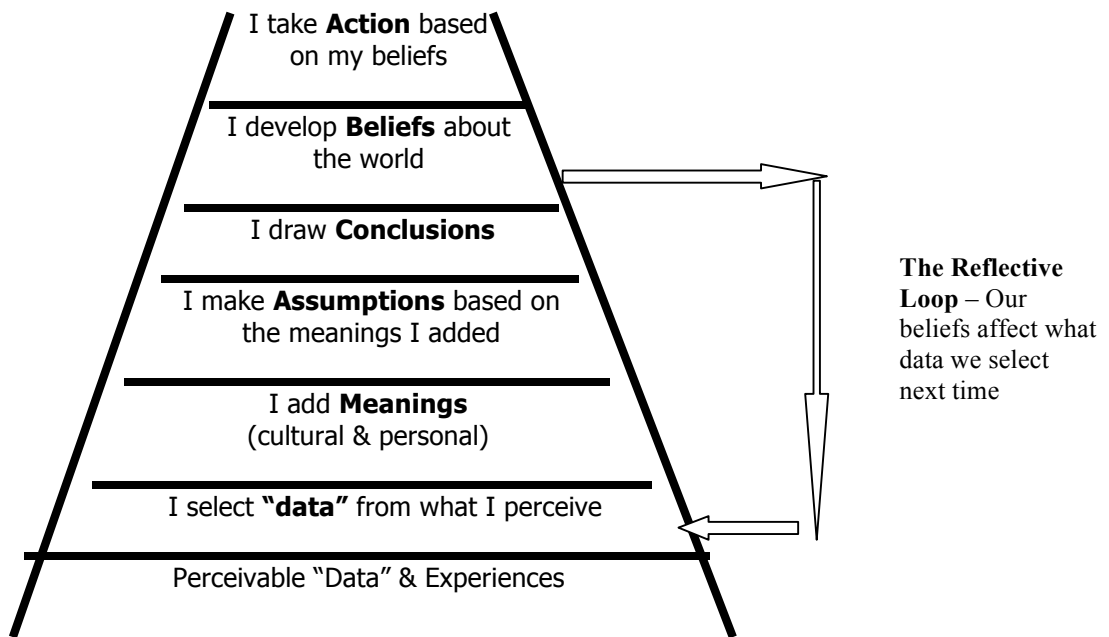 I take Action based
on my beliefs
I develop Beliefs about
the world
I draw Conclusions
I make Assumptions based on
the meanings I added
I add Meanings
(cultural & personal)
I select “data” from what I perceive
Perceivable “Data” & Experiences
The Reflective
Loop – Our
beliefs affect what
data we select
next time